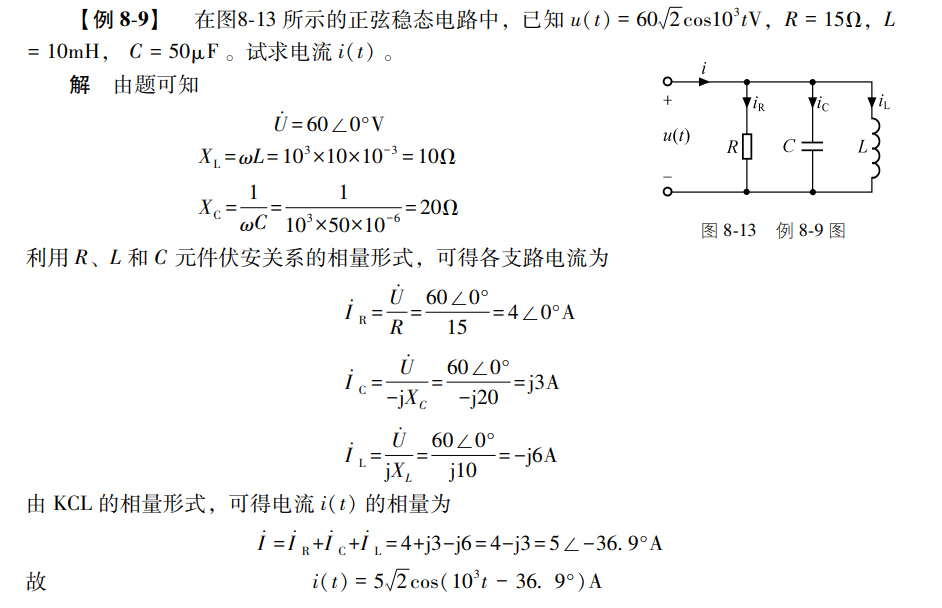 【例 8-9】 在图8-13 所示的正弦稳态电路中，已知 u(t) = 60√2cos10³tV，R = 15Ω，L
= 10mH， C = 50μF 。试求电流 i(t) 。
解 由题可知
U̇ = 60∠0°V
X_L = ωL = 10³×10×10⁻³ = 10Ω
X_C = 1/(ωC) = 1/(10³×50×10⁻⁶) = 20Ω
i
+
i_R
i_C
i_L
u(t)
R
C
L
−
图 8-13 例 8-9 图
利用 R、L 和 C 元件伏安关系的相量形式，可得各支路电流为
İ_R = U̇/R = 60∠0°/15 = 4∠0°A
İ_C = U̇/(-jX_C) = 60∠0°/(-j20) = j3A
İ_L = U̇/(jX_L) = 60∠0°/(j10) = -j6A
由 KCL 的相量形式，可得电流 i(t) 的相量为
İ = İ_R+İ_C+İ_L = 4+j3-j6 = 4-j3 = 5∠-36. 9°A
故 i(t) = 5√2cos(10³t - 36. 9°)A